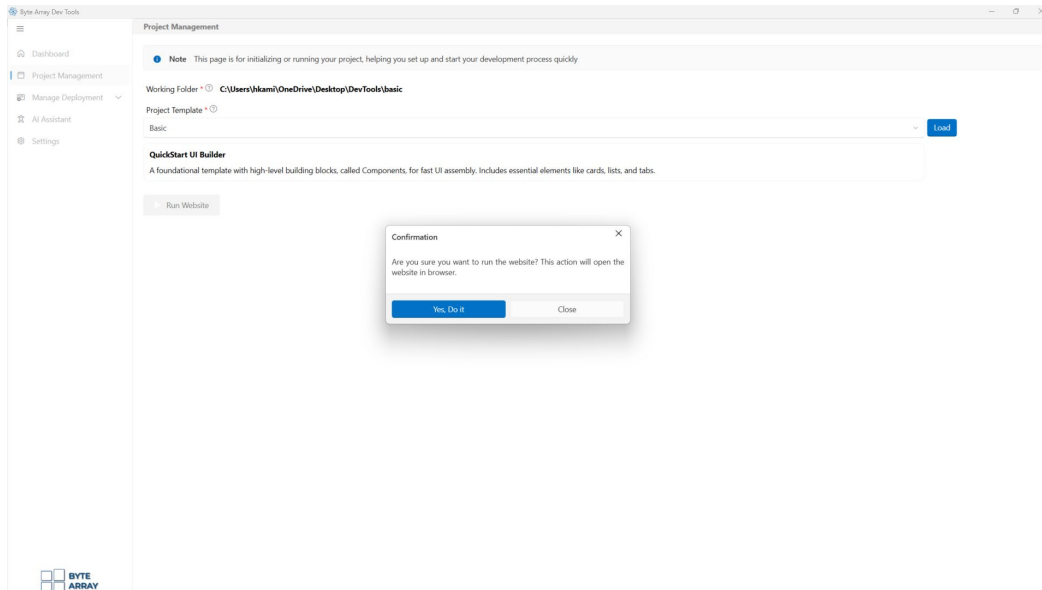 Byte Array Dev Tools
Project Management
Dashboard
Project Management
Manage Deployment
AI Assistant
Settings
Note This page is for initializing or running your project, helping you set up and start your development process quickly
Working Folder * C:\Users\hkami\OneDrive\Desktop\DevTools\basic
Project Template *
Basic
Load
QuickStart UI Builder
A foundational template with high-level building blocks, called Components, for fast UI assembly. Includes essential elements like cards, lists, and tabs.
Run Website
Confirmation
Are you sure you want to run the website? This action will open the
website in browser.
Yes, Do it Close
BYTE
ARRAY